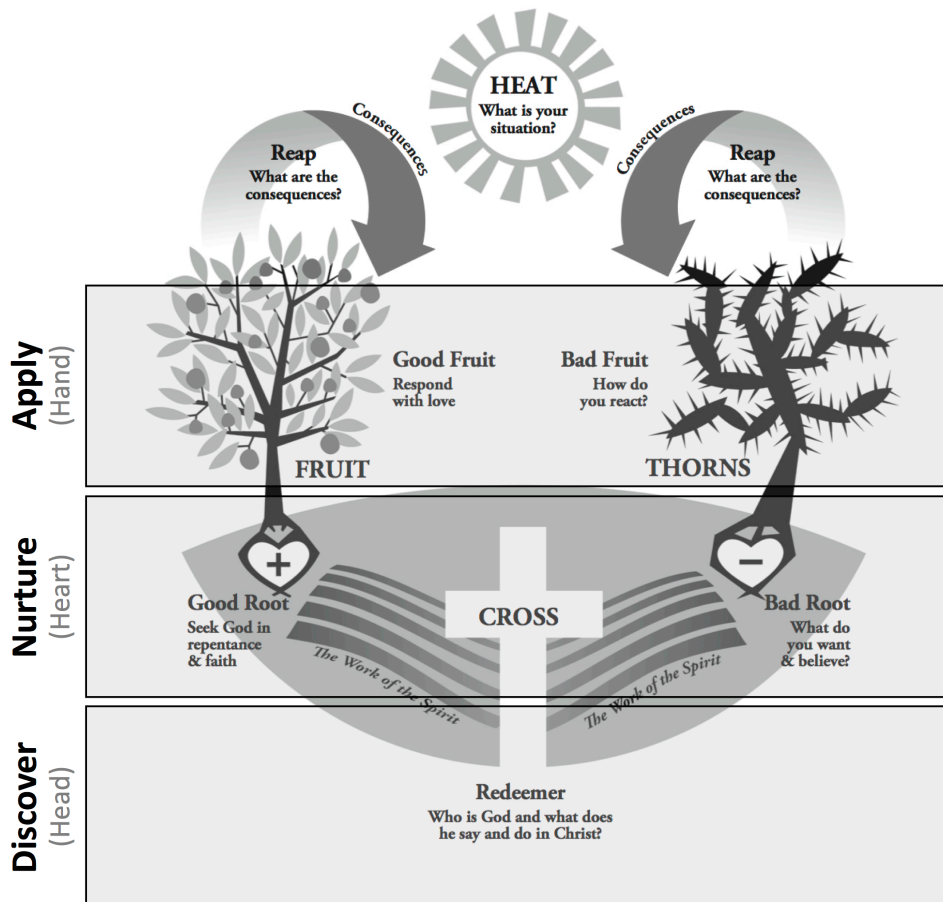 HEAT
What is your
situation?
Consequences
Reap
What are the
consequences?
Consequences
Reap
What are the
consequences?
Apply
(Hand)
Good Fruit
Respond
with love
FRUIT
Bad Fruit
How do
you react?
THORNS
Nurture
(Heart)
+
Good Root
Seek God in
repentance
& faith
The Work of the Spirit
CROSS
−
Bad Root
What do
you want
& believe?
The Work of the Spirit
Discover
(Head)
Redeemer
Who is God and what does
he say and do in Christ?